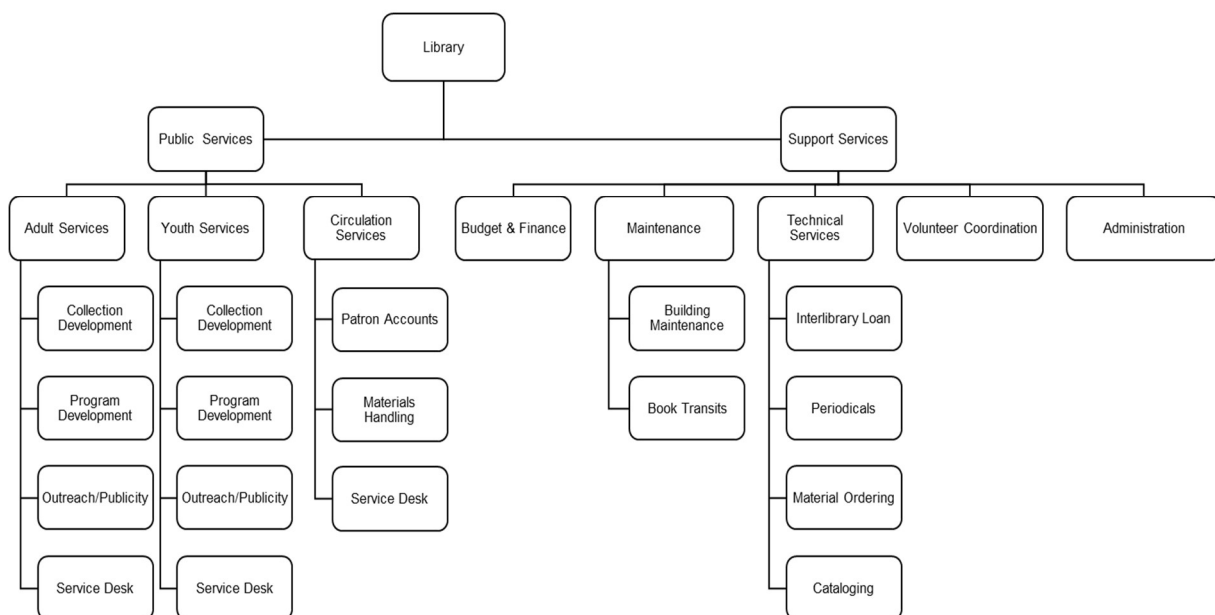 Library
Public Services
Support Services
Adult Services
Youth Services
Circulation
Services
Budget & Finance
Maintenance
Technical
Services
Volunteer Coordination
Administration
Collection
Development
Collection
Development
Patron Accounts
Building
Maintenance
Interlibrary Loan
Program
Development
Program
Development
Materials
Handling
Book Transits
Periodicals
Outreach/Publicity
Outreach/Publicity
Service Desk
Material Ordering
Service Desk
Service Desk
Cataloging